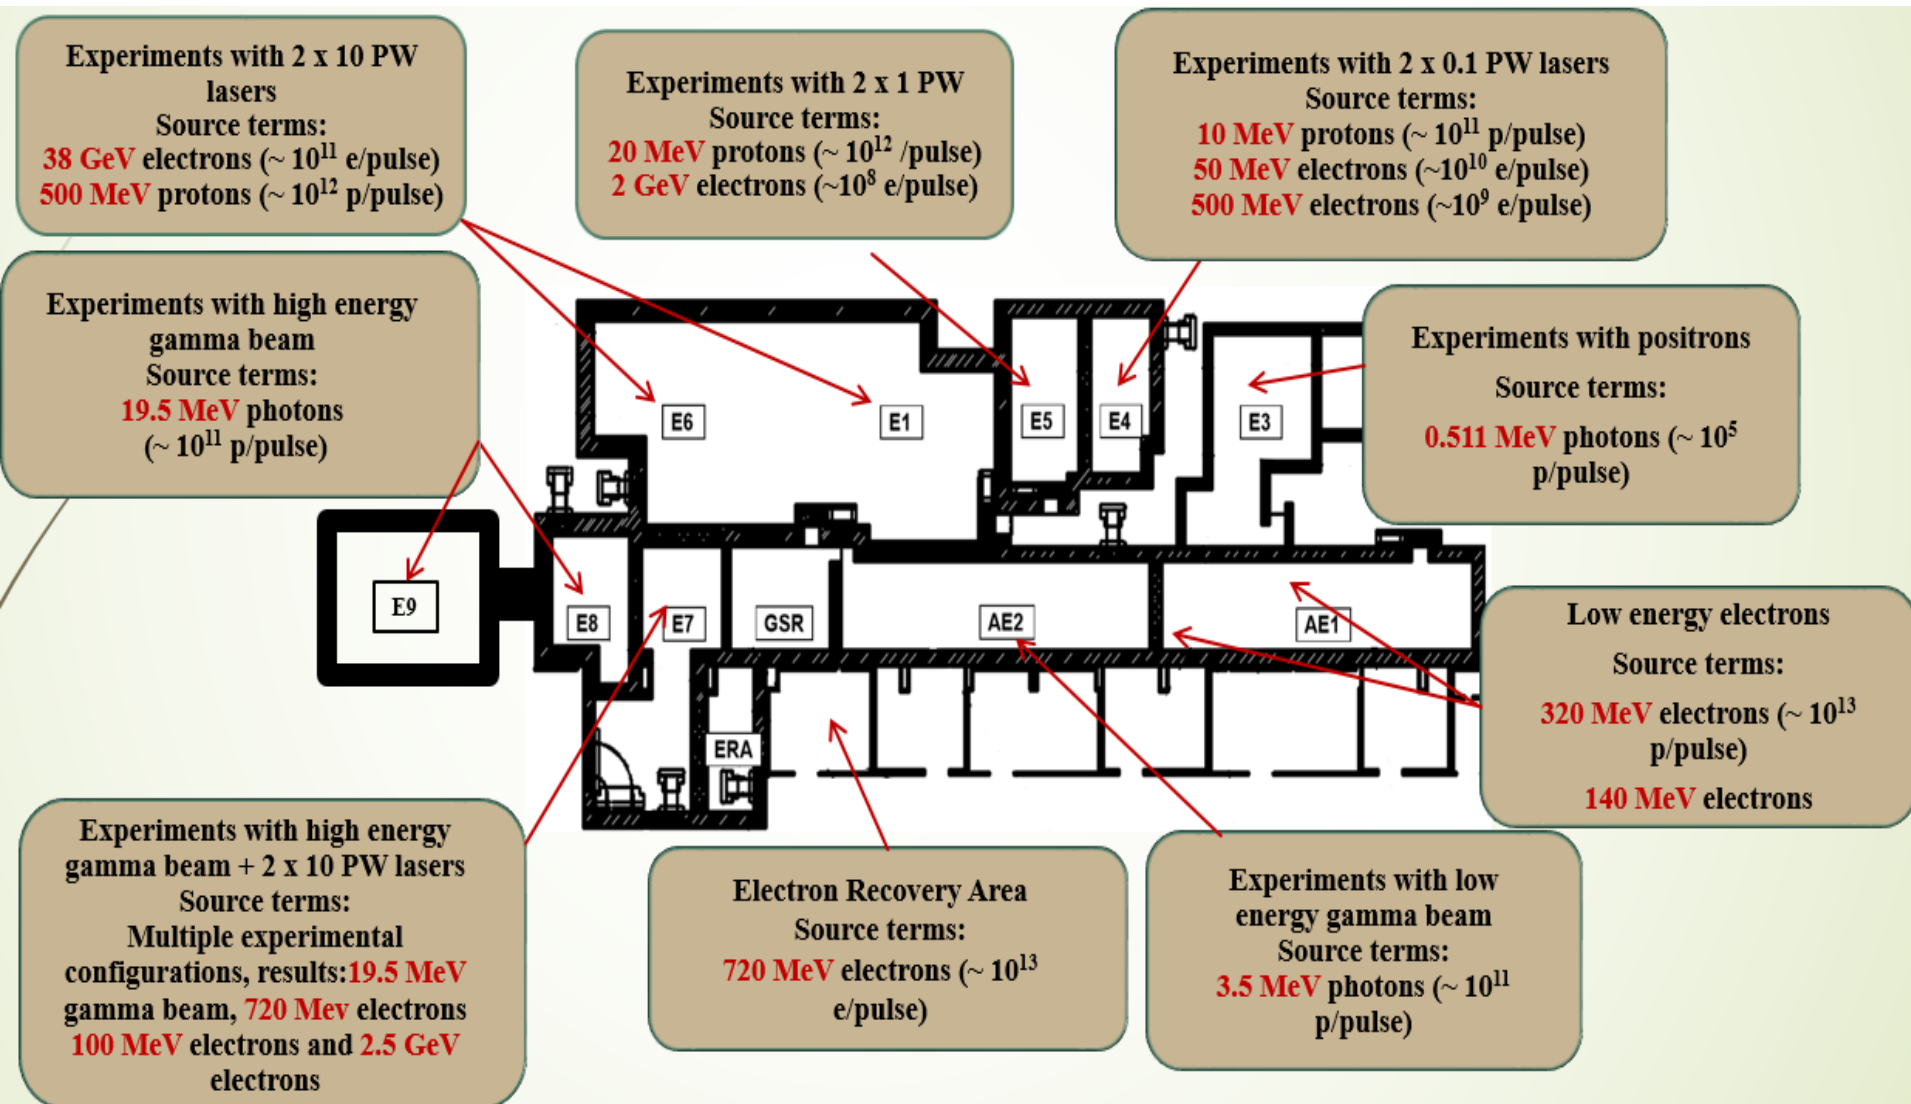 Experiments with 2 x 10 PW
lasers
Source terms:
38 GeV electrons (~ 10¹¹ e/pulse)
500 MeV protons (~ 10¹² p/pulse)
Experiments with 2 x 1 PW
Source terms:
20 MeV protons (~ 10¹² /pulse)
2 GeV electrons (~10⁸ e/pulse)
Experiments with 2 x 0.1 PW lasers
Source terms:
10 MeV protons (~ 10¹¹ p/pulse)
50 MeV electrons (~10¹⁰ e/pulse)
500 MeV electrons (~10⁹ e/pulse)
Experiments with high energy
gamma beam
Source terms:
19.5 MeV photons
(~ 10¹¹ p/pulse)
Experiments with positrons
Source terms:
0.511 MeV photons (~ 10⁵
p/pulse)
E6
E1
E5
E4
E3
E9
E8
E7
GSR
AE2
AE1
ERA
Low energy electrons
Source terms:
320 MeV electrons (~ 10¹³
p/pulse)
140 MeV electrons
Experiments with high energy
gamma beam + 2 x 10 PW lasers
Source terms:
Multiple experimental
configurations, results:19.5 MeV
gamma beam, 720 Mev electrons
100 MeV electrons and 2.5 GeV
electrons
Electron Recovery Area
Source terms:
720 MeV electrons (~ 10¹³
e/pulse)
Experiments with low
energy gamma beam
Source terms:
3.5 MeV photons (~ 10¹¹
p/pulse)